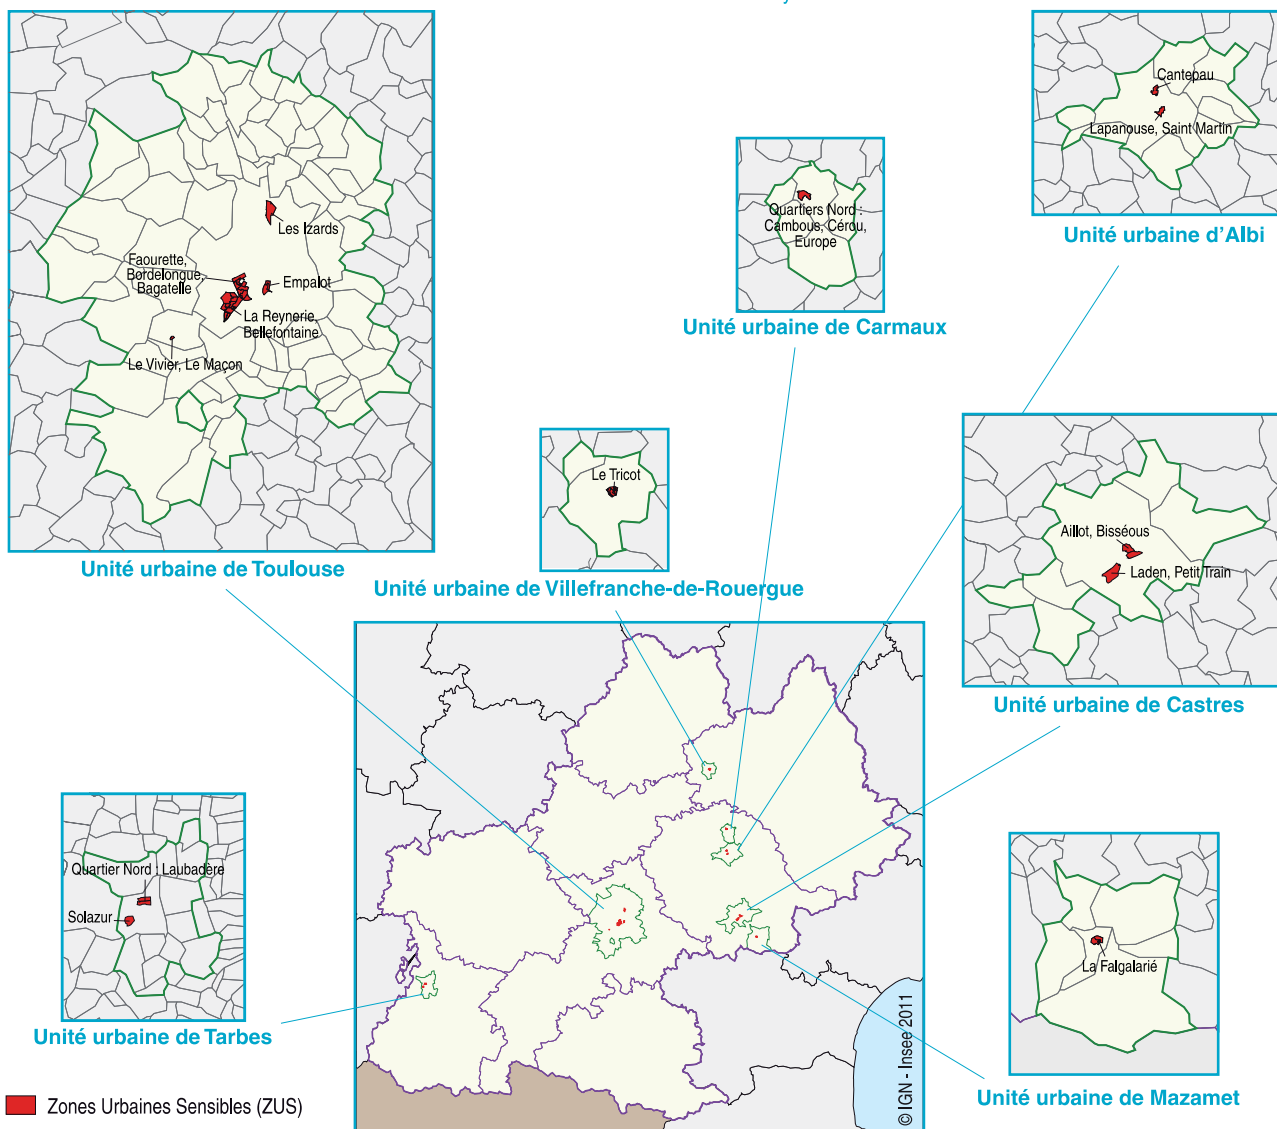 Cantepau
Lapanouse, Saint Martin
Unité urbaine d'Albi
Quartiers Nord :
Cambous, Cérou,
Europe
Unité urbaine de Carmaux
Les Izards
Faourette,
Bordelongue,
Bagatelle
Empalot
La Reynerie,
Bellefontaine
Le Vivier, Le Maçon
Unité urbaine de Toulouse
Le Tricot
Unité urbaine de Villefranche-de-Rouergue
Aillot, Bisséous
Laden, Petit Train
Unité urbaine de Castres
Quartier Nord : Laubadère
Solazur
Unité urbaine de Tarbes
La Falgalarié
Unité urbaine de Mazamet
© IGN - Insee 2011
Zones Urbaines Sensibles (ZUS)